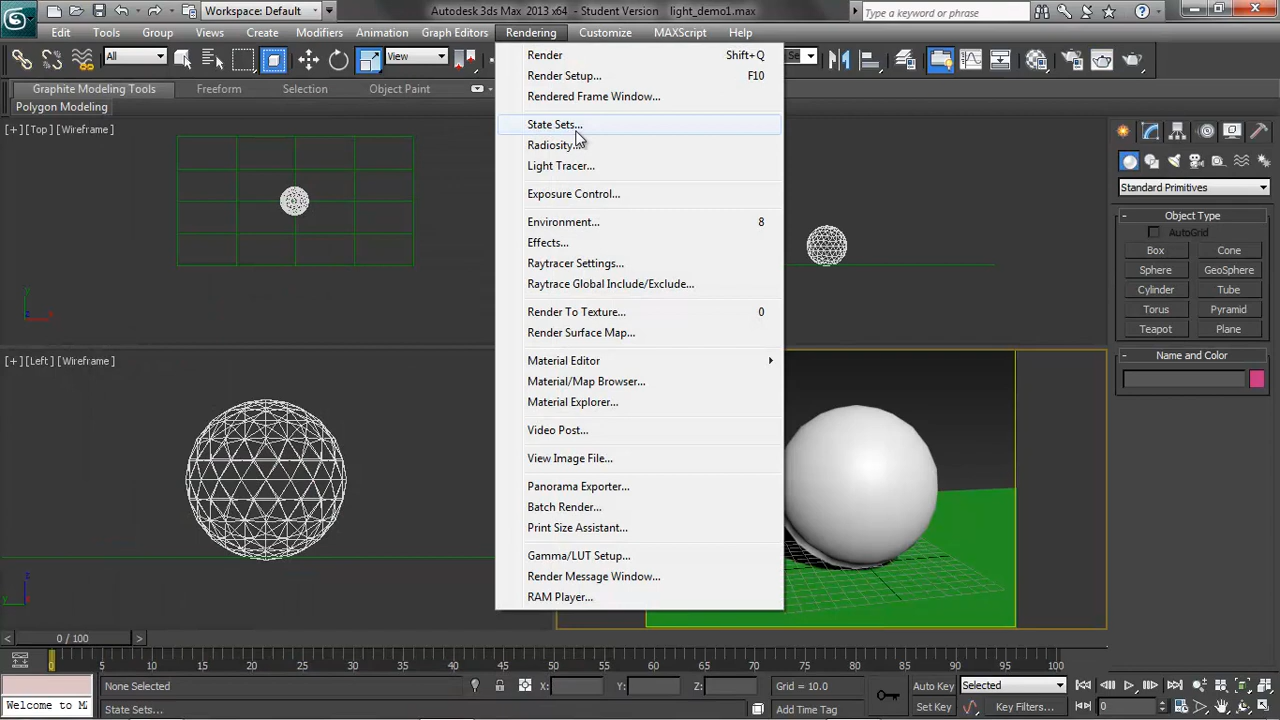 Workspace: Default
Autodesk 3ds Max 2013 x64 - Student Version light_demo1.max
Type a keyword or phrase
Edit Tools Group Views Create Modifiers Animation Graph Editors Rendering Customize MAXScript Help
All
View
Graphite Modeling Tools Freeform Selection Object Paint
Polygon Modeling
[+] [Top] [Wireframe]
[+] [Left] [Wireframe]
Render Shift+Q
Render Setup... F10
Rendered Frame Window...
State Sets...
Radiosity...
Light Tracer...
Exposure Control...
Environment... 8
Effects...
Raytracer Settings...
Raytrace Global Include/Exclude...
Render To Texture... 0
Render Surface Map...
Material Editor
Material/Map Browser...
Material Explorer...
Video Post...
View Image File...
Panorama Exporter...
Batch Render...
Print Size Assistant...
Gamma/LUT Setup...
Render Message Window...
RAM Player...
Standard Primitives
Object Type
AutoGrid
Box Cone
Sphere GeoSphere
Cylinder Tube
Torus Pyramid
Teapot Plane
Name and Color
0 / 100
0 5 10 15 20 25 30 35 40 45 50 55 60 65 70 75 80 85 90 95 100
None Selected X: Y: Z: Grid = 10.0 Auto Key Selected
Welcome to M State Sets... Add Time Tag Set Key Key Filters... 0